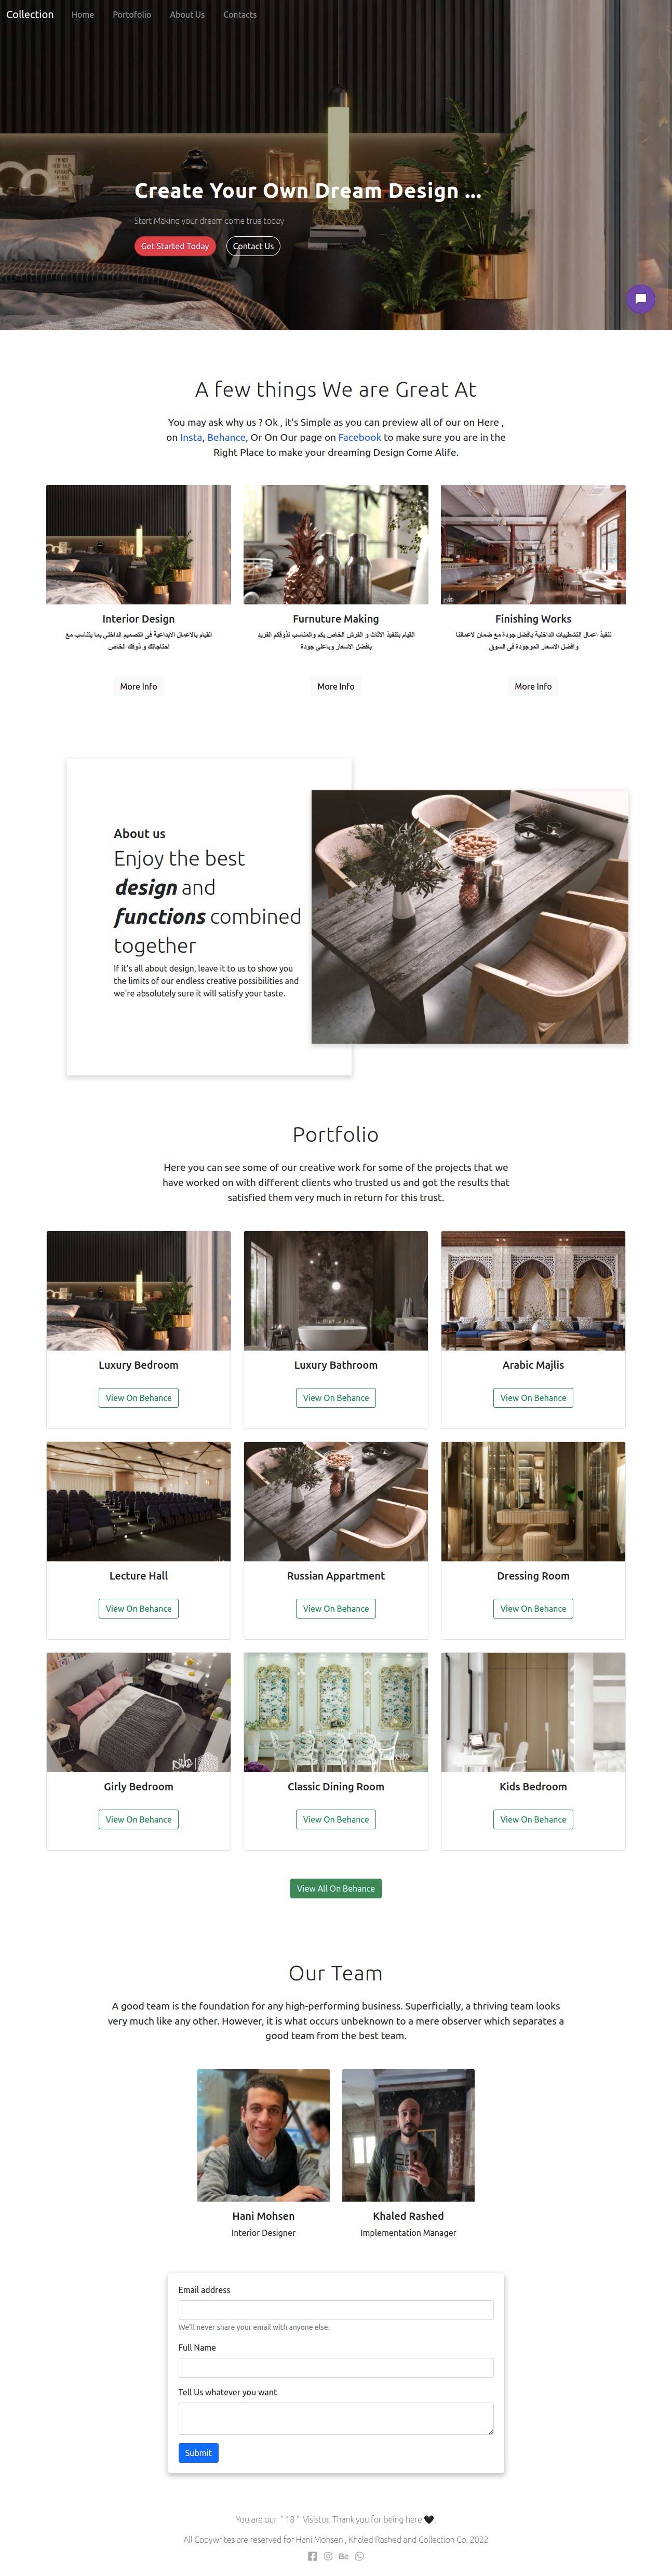 Collection Home Portofolio About Us Contacts
Create Your Own Dream Design ...
Start Making your dream come true today
Get Started Today Contact Us
A few things We are Great At
You may ask why us ? Ok , it's Simple as you can preview all of our on Here ,
on Insta, Behance, Or On Our page on Facebook to make sure you are in the
Right Place to make your dreaming Design Come Alife.
Interior Design
القيام بالاعمال الابداعية فى التصميم الداخلي بما يتناسب مع
احتاجاتك و ذوقك الخاص
More Info
Furnuture Making
القيام بتنفيذ الأثاث و الفرش الخاص بكم والمناسب لذوقكم الفريد
بافضل الاسعار وباعلي جودة
More Info
Finishing Works
تنفيذ اعمال التشطيبات الداخلية بافضل جودة مع ضمان لاعمالنا
وافضل الاسعار الموجودة فى السوق
More Info
About us
Enjoy the best
design and
functions combined
together
If it's all about design, leave it to us to show you
the limits of our endless creative possibilities and
we're absolutely sure it will satisfy your taste.
Portfolio
Here you can see some of our creative work for some of the projects that we
have worked on with different clients who trusted us and got the results that
satisfied them very much in return for this trust.
Luxury Bedroom
View On Behance
Luxury Bathroom
View On Behance
Arabic Majlis
View On Behance
Lecture Hall
View On Behance
Russian Appartment
View On Behance
Dressing Room
View On Behance
Girly Bedroom
View On Behance
Classic Dining Room
View On Behance
Kids Bedroom
View On Behance
View All On Behance
Our Team
A good team is the foundation for any high-performing business. Superficially, a thriving team looks
very much like any other. However, it is what occurs unbeknown to a mere observer which separates a
good team from the best team.
Hani Mohsen
Interior Designer
Khaled Rashed
Implementation Manager
Email address
We'll never share your email with anyone else.
Full Name
Tell Us whatever you want
Submit
You are our " 18 " Visistor. Thank you for being here 🖤.
All Copywrites are reserved for Hani Mohsen , Khaled Rashed and Collection Co. 2022
Bē